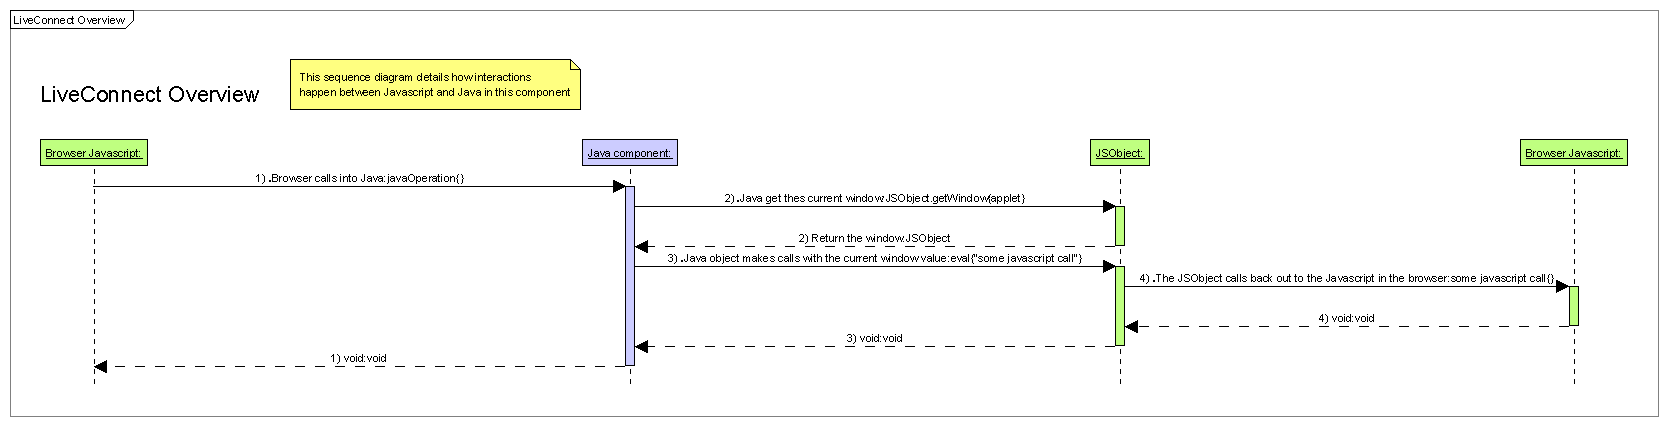 LiveConnect Overview
LiveConnect Overview
This sequence diagram details how interactions
happen between Javascript and Java in this component
Browser Javascript:
Java component:
JSObject:
Browser Javascript:
1) .Browser calls into Java:javaOperation{}
2) .Java get thes current window:JSObject.getWindow{applet}
2) Return the window:JSObject
3) .Java object makes calls with the current window value:eval{"some javascript call"}
4) .The JSObject calls back out to the Javascript in the browser:some javascript call{}
4) void:void
3) void:void
1) void:void